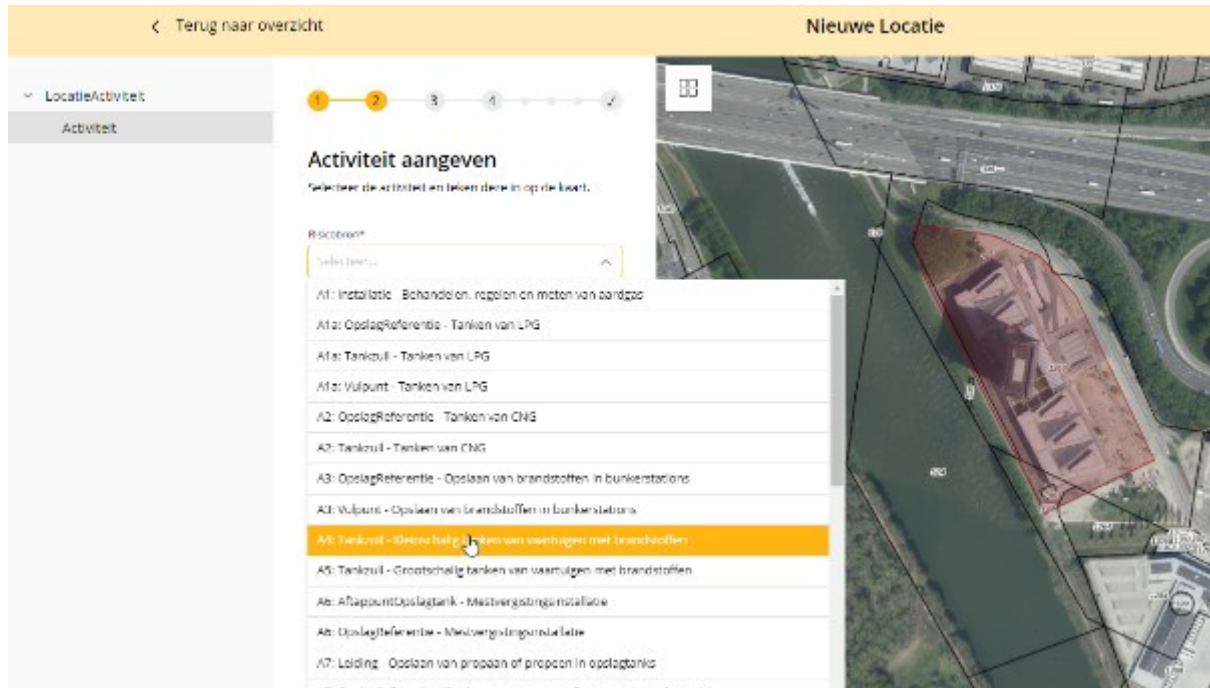 Terug naar overzicht
Nieuwe Locatie
LocatieActiviteit
Activiteit
1 2 3 4
Activiteit aangeven
Selecteer de activiteit en teken deze in op de kaart.
Risicobron*
Selecteer...
A1: Installatie - Behandelen, regelen en meten van aardgas
A1a: OpslagReferentie - Tanken van LPG
A1a: Tankzuil - Tanken van LPG
A1a: Vulpunt - Tanken van LPG
A2: OpslagReferentie - Tanken van CNG
A2: Tankzuil - Tanken van CNG
A3: OpslagReferentie - Opslaan van brandstoffen in bunkerstations
A3: Vulpunt - Opslaan van brandstoffen in bunkerstations
A4: Tankzuil - Kleinschalig tanken van vaartuigen met brandstoffen
A5: Tankzuil - Grootschalig tanken van vaartuigen met brandstoffen
A6: AftappuntOpslagtank - Mestvergistingsinstallatie
A6: OpslagReferentie - Mestvergistingsinstallatie
A7: Leiding - Opslaan van propaan of propeen in opslagtanks